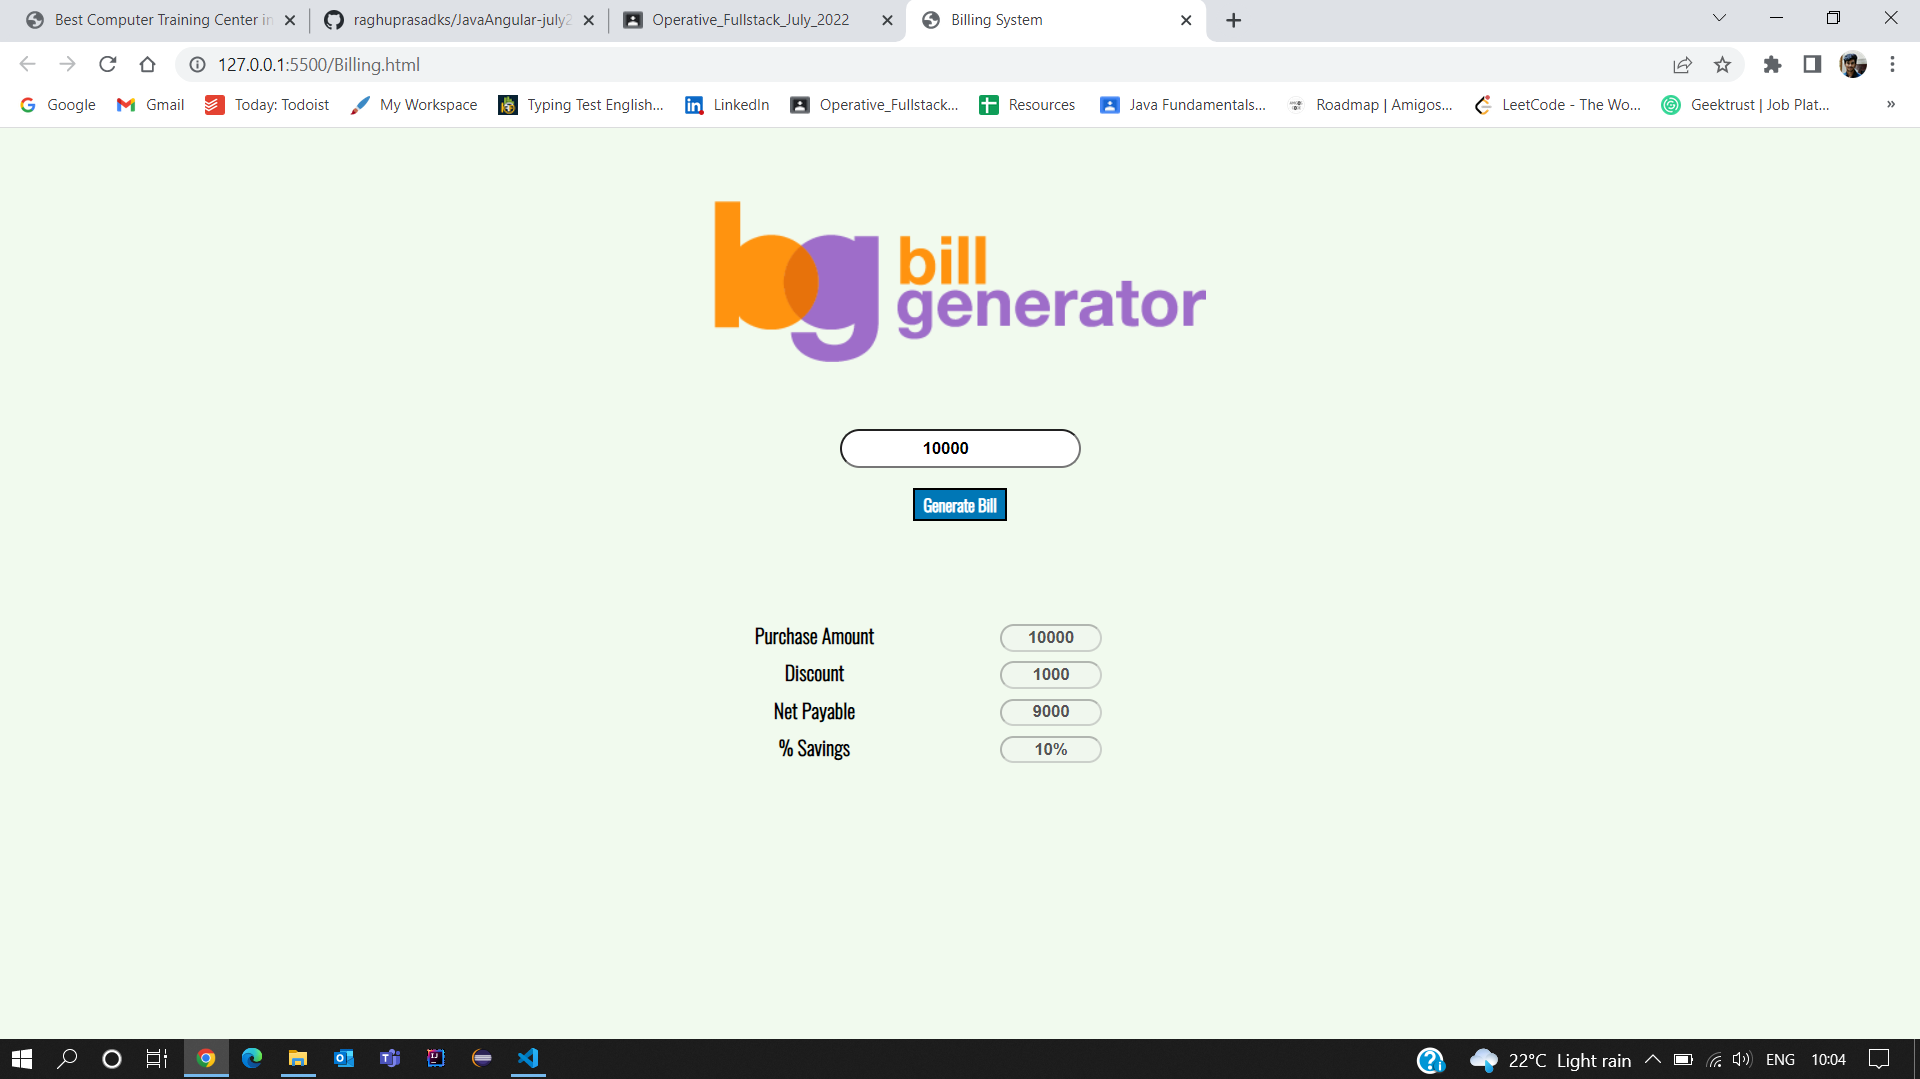 Best Computer Training Center in
raghuprasadks/JavaAngular-july2
Operative_Fullstack_July_2022
Billing System
127.0.0.1:5500/Billing.html
Google Gmail Today: Todoist My Workspace Typing Test English... LinkedIn Operative_Fullstack... Resources Java Fundamentals... Roadmap | Amigos... LeetCode - The Wo... Geektrust | Job Plat... »
bg bill
generator
10000
Generate Bill
Purchase Amount 10000
Discount 1000
Net Payable 9000
% Savings 10%
22°C Light rain ENG 10:04